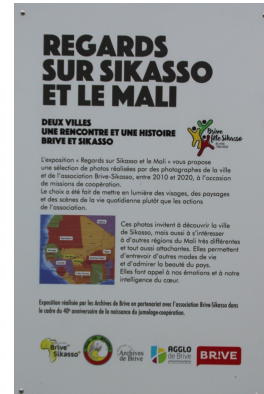 REGARDS
SUR SIKASSO
ET LE MALI
DEUX VILLES
UNE RENCONTRE ET UNE HISTOIRE
BRIVE ET SIKASSO
Brive
fête Sikasso
L'exposition « Regards sur Sikasso et le Mali » vous propose
une sélection de photos réalisées par des photographes de la ville
et de l'association Brive-Sikasso, entre 2010 et 2020, à l'occasion
de missions de coopération.
Le choix a été fait de mettre en lumière des visages, des paysages
et des scènes de la vie quotidienne plutôt que les actions
de l'association.
Ces photos invitent à découvrir la ville
de Sikasso, mais aussi à s'intéresser
à d'autres régions du Mali très différentes
et tout aussi attachantes. Elles permettent
d'entrevoir d'autres modes de vie
et d'admirer la beauté du pays.
Elles font appel à nos émotions et à notre
intelligence du cœur.
Exposition réalisée par les Archives de Brive en partenariat avec l'association Brive-Sikasso dans
le cadre du 40e anniversaire de la naissance du jumelage-coopération.
Brive
Sikasso
Archives
de Brive
AGGLO
de Brive
BR!VE